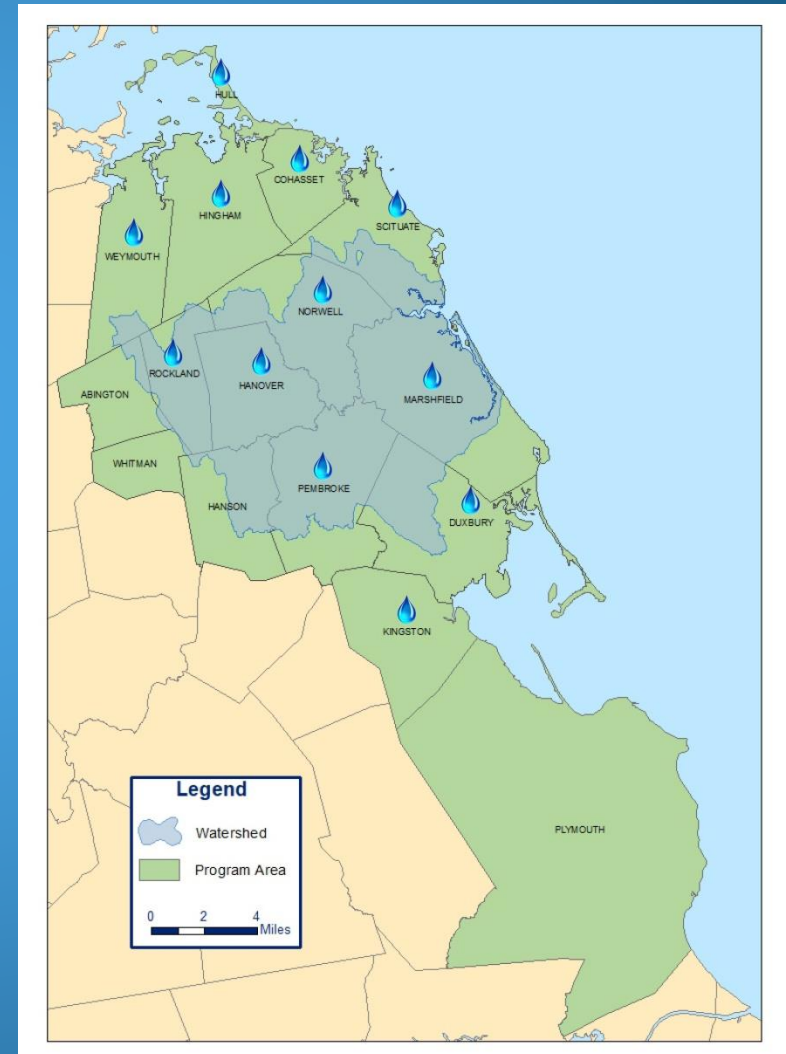 HULL
COHASSET
HINGHAM
SCITUATE
WEYMOUTH
NORWELL
ROCKLAND
HANOVER
ABINGTON
MARSHFIELD
WHITMAN
PEMBROKE
HANSON
DUXBURY
KINGSTON
PLYMOUTH
Legend
Watershed
Program Area
0 2 4
Miles